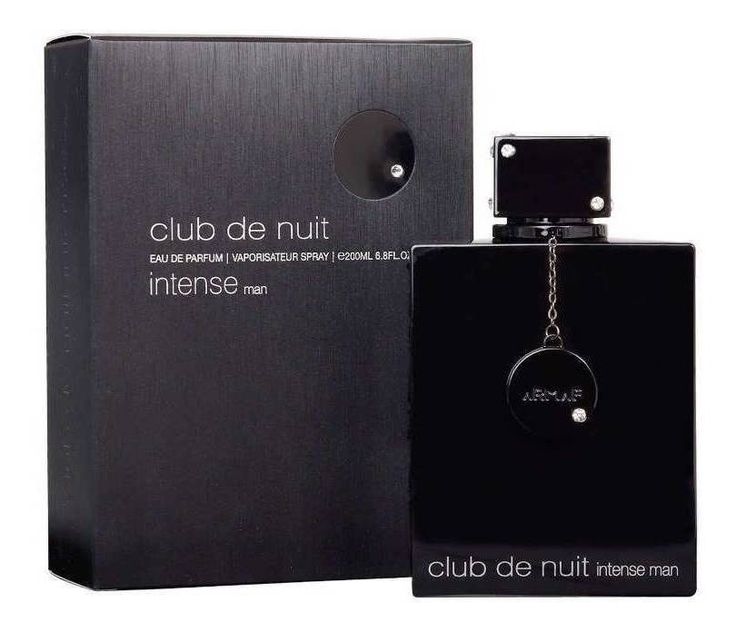 club de nuit
EAU DE PARFUM | VAPORISATEUR SPRAY | ℮200ML 6.8FL.OZ
intense man
ARMAF
club de nuit intense man